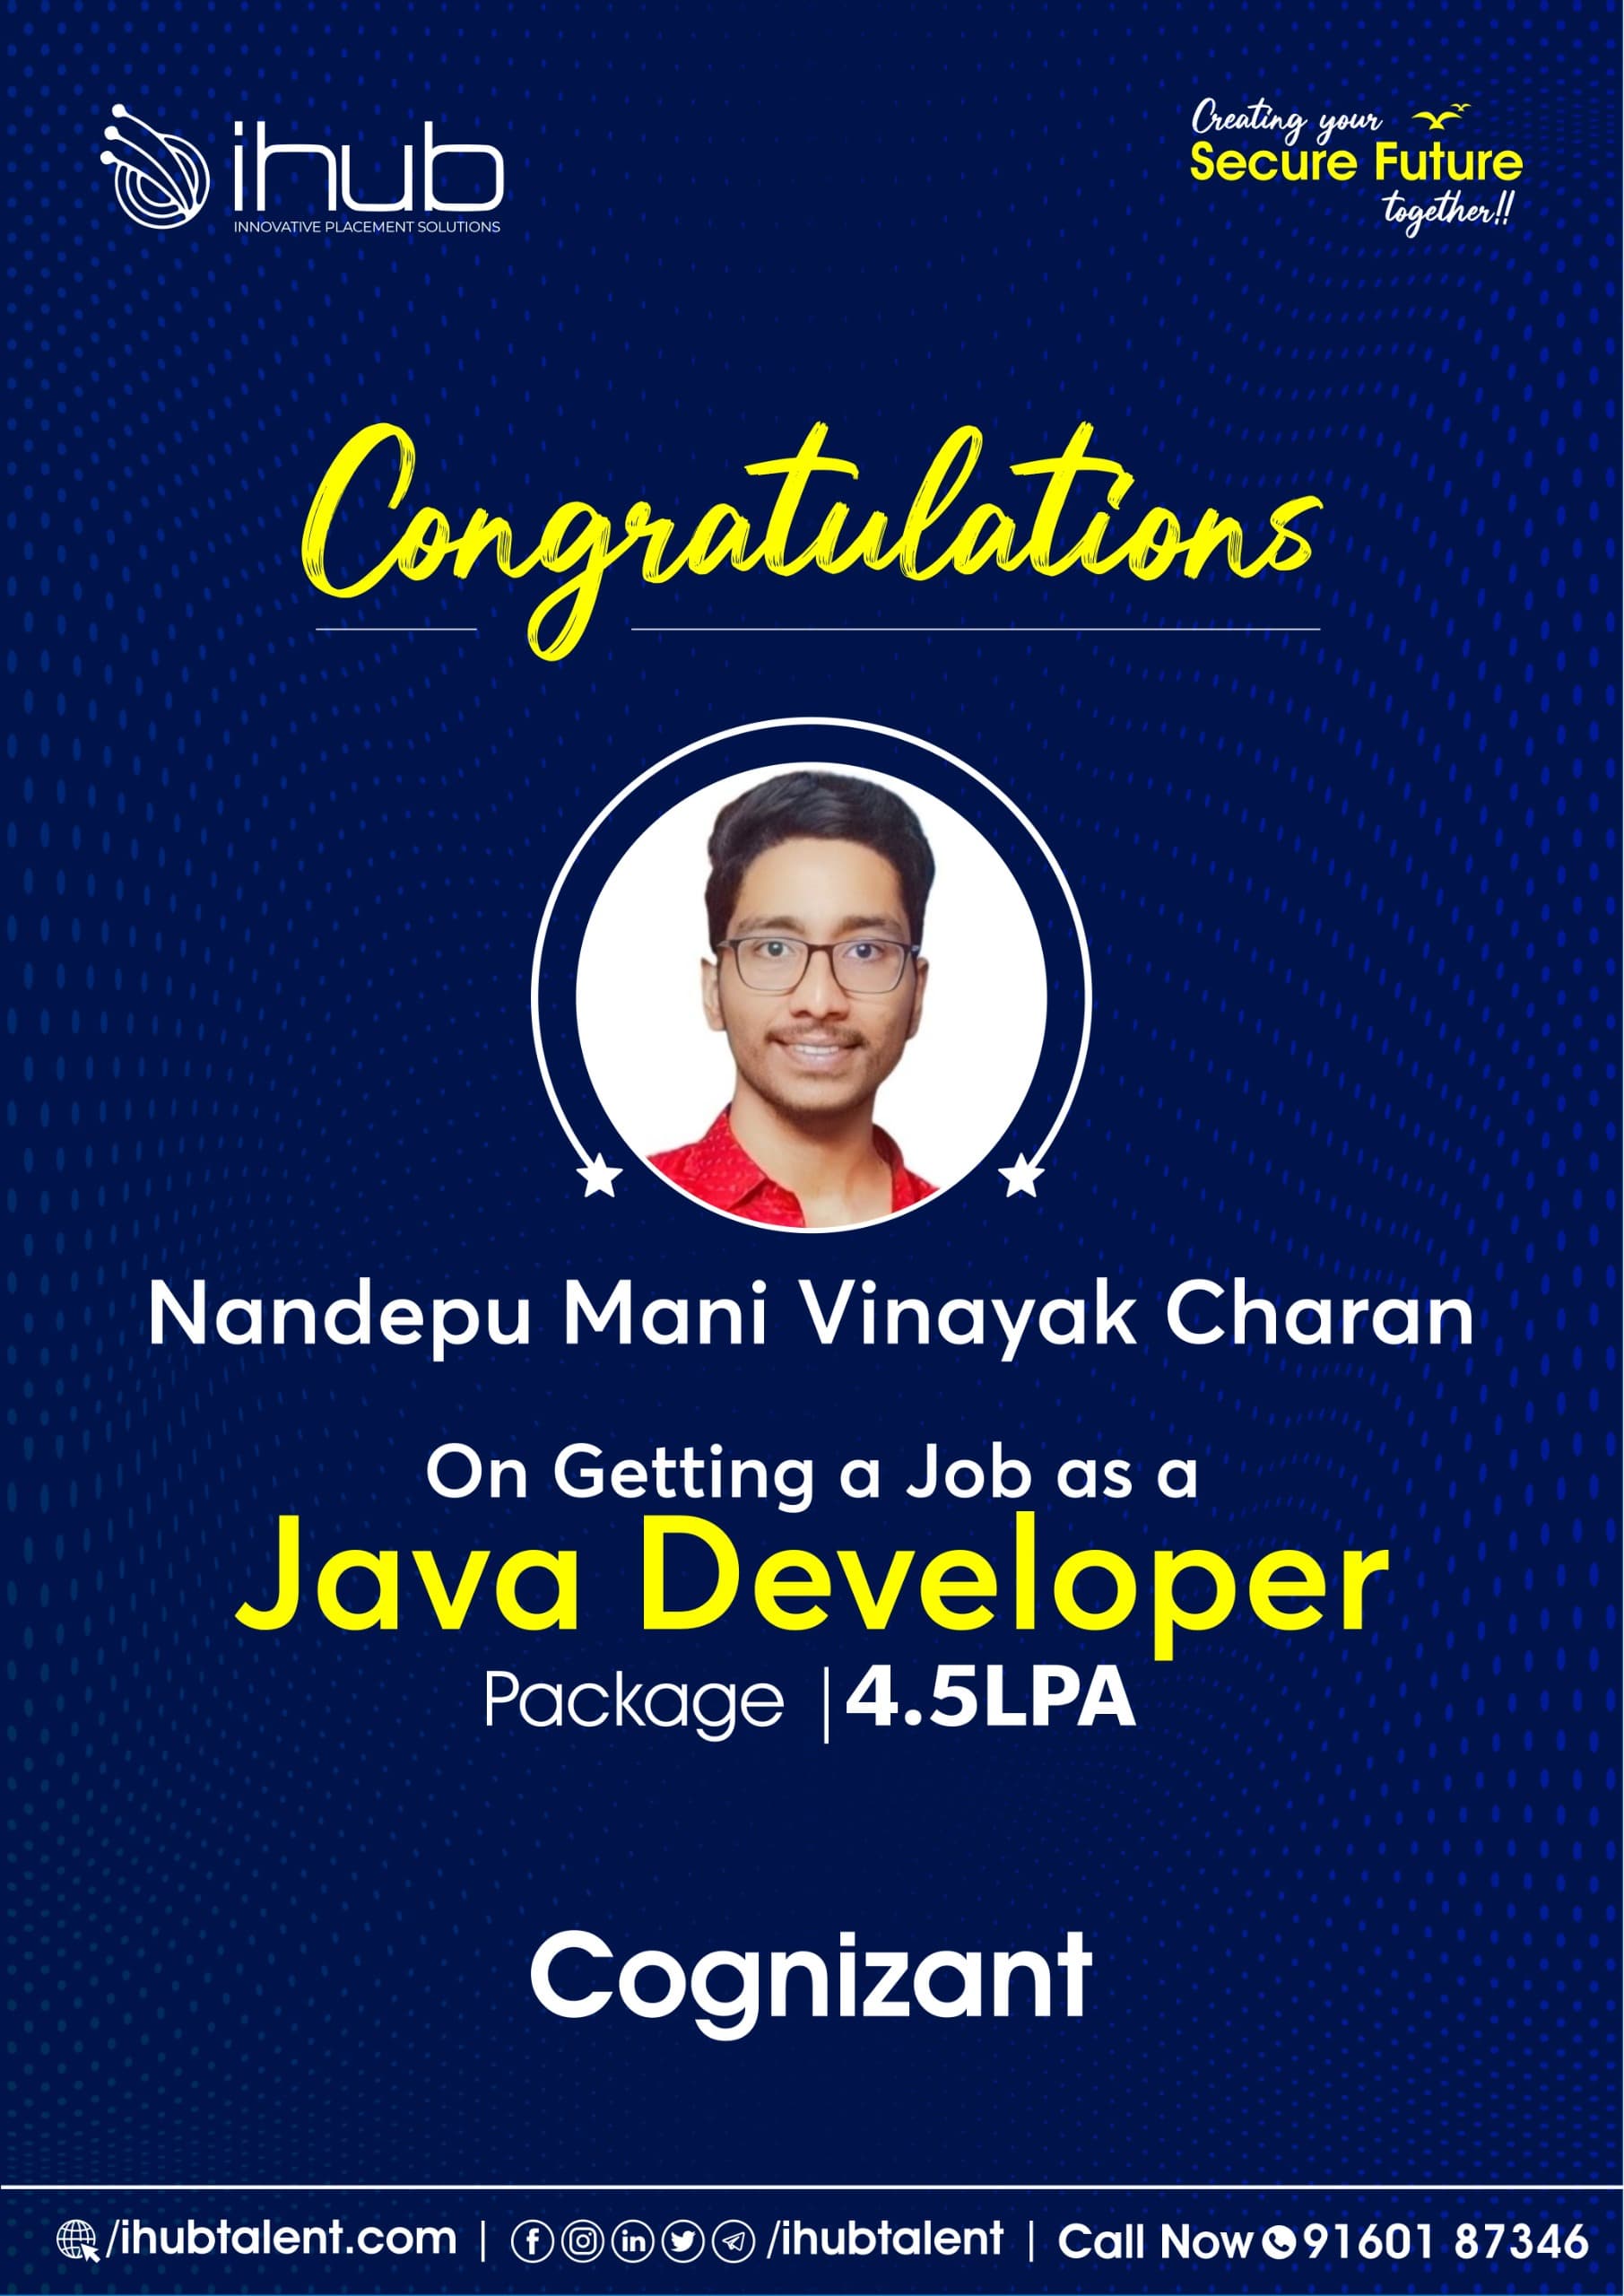 ihub
INNOVATIVE PLACEMENT SOLUTIONS
Creating your
Secure Future
together!!
Congratulations
Nandepu Mani Vinayak Charan
On Getting a Job as a
Java Developer
Package |4.5LPA
Cognizant
/ihubtalent.com | /ihubtalent | Call Now 91601 87346